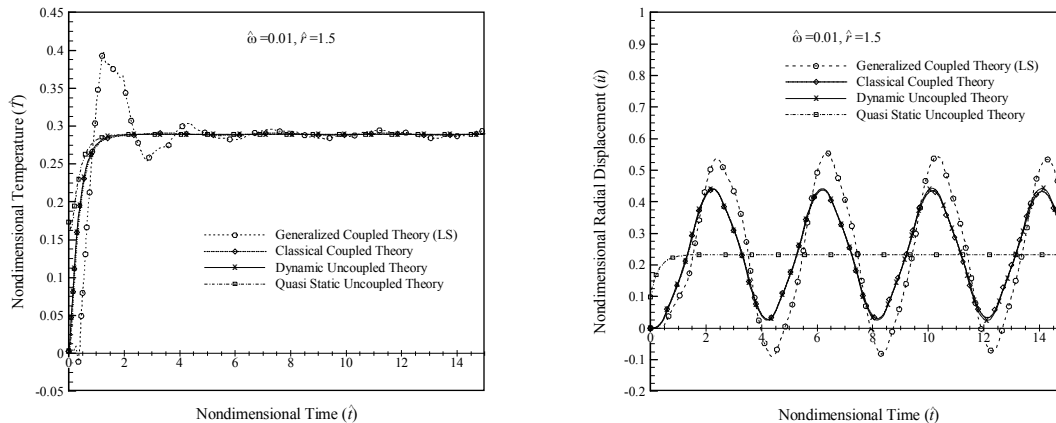 ω̂ =0.01, r̂ =1.5
0.45
0.4
0.35
0.3
0.25
0.2
0.15
0.1
0.05
0
-0.05
Nondimensional Temperature (T̂)
Generalized Coupled Theory (LS)
Classical Coupled Theory
Dynamic Uncoupled Theory
Quasi Static Uncoupled Theory
0 2 4 6 8 10 12 14
Nondimensional Time (t̂)
ω̂ =0.01, r̂ =1.5
Generalized Coupled Theory (LS)
Classical Coupled Theory
Dynamic Uncoupled Theory
Quasi Static Uncoupled Theory
1
0.9
0.8
0.7
0.6
0.5
0.4
0.3
0.2
0.1
0
-0.1
-0.2
Nondimensional Radial Displacement (û)
0 2 4 6 8 10 12 14
Nondimensional Time (t̂)